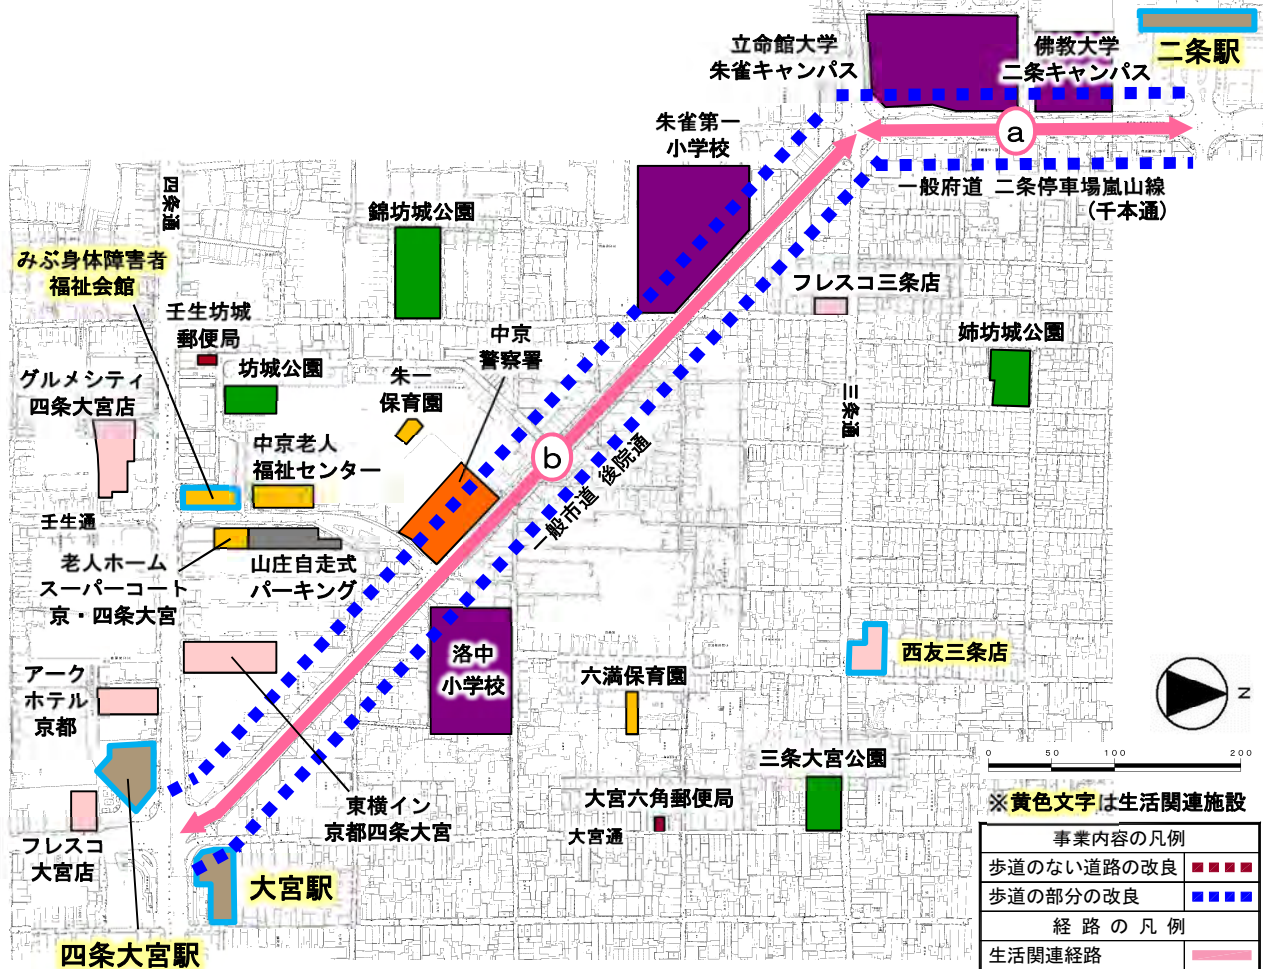 立命館大学
朱雀キャンパス
佛教大学
二条キャンパス
二条駅
a
朱雀第一
小学校
一般府道 二条停車場嵐山線
(千本通)
四条通
錦坊城公園
みぶ身体障害者
福祉会館
フレスコ三条店
壬生坊城
郵便局
中京
警察署
姉坊城公園
坊城公園
朱一
保育園
グルメシティ
四条大宮店
三条通
中京老人
福祉センター
b
一般市道 後院通
壬生通
老人ホーム
スーパーコート
京・四条大宮
山庄自走式
パーキング
洛中
小学校
西友三条店
六満保育園
アーク
ホテル
京都
N
三条大宮公園
0 50 100 200
東横イン
京都四条大宮
大宮六角郵便局
大宮通
フレスコ
大宮店
大宮駅
四条大宮駅
※黄色文字は生活関連施設
事業内容の凡例
歩道のない道路の改良
歩道の部分の改良
経路の凡例
生活関連経路